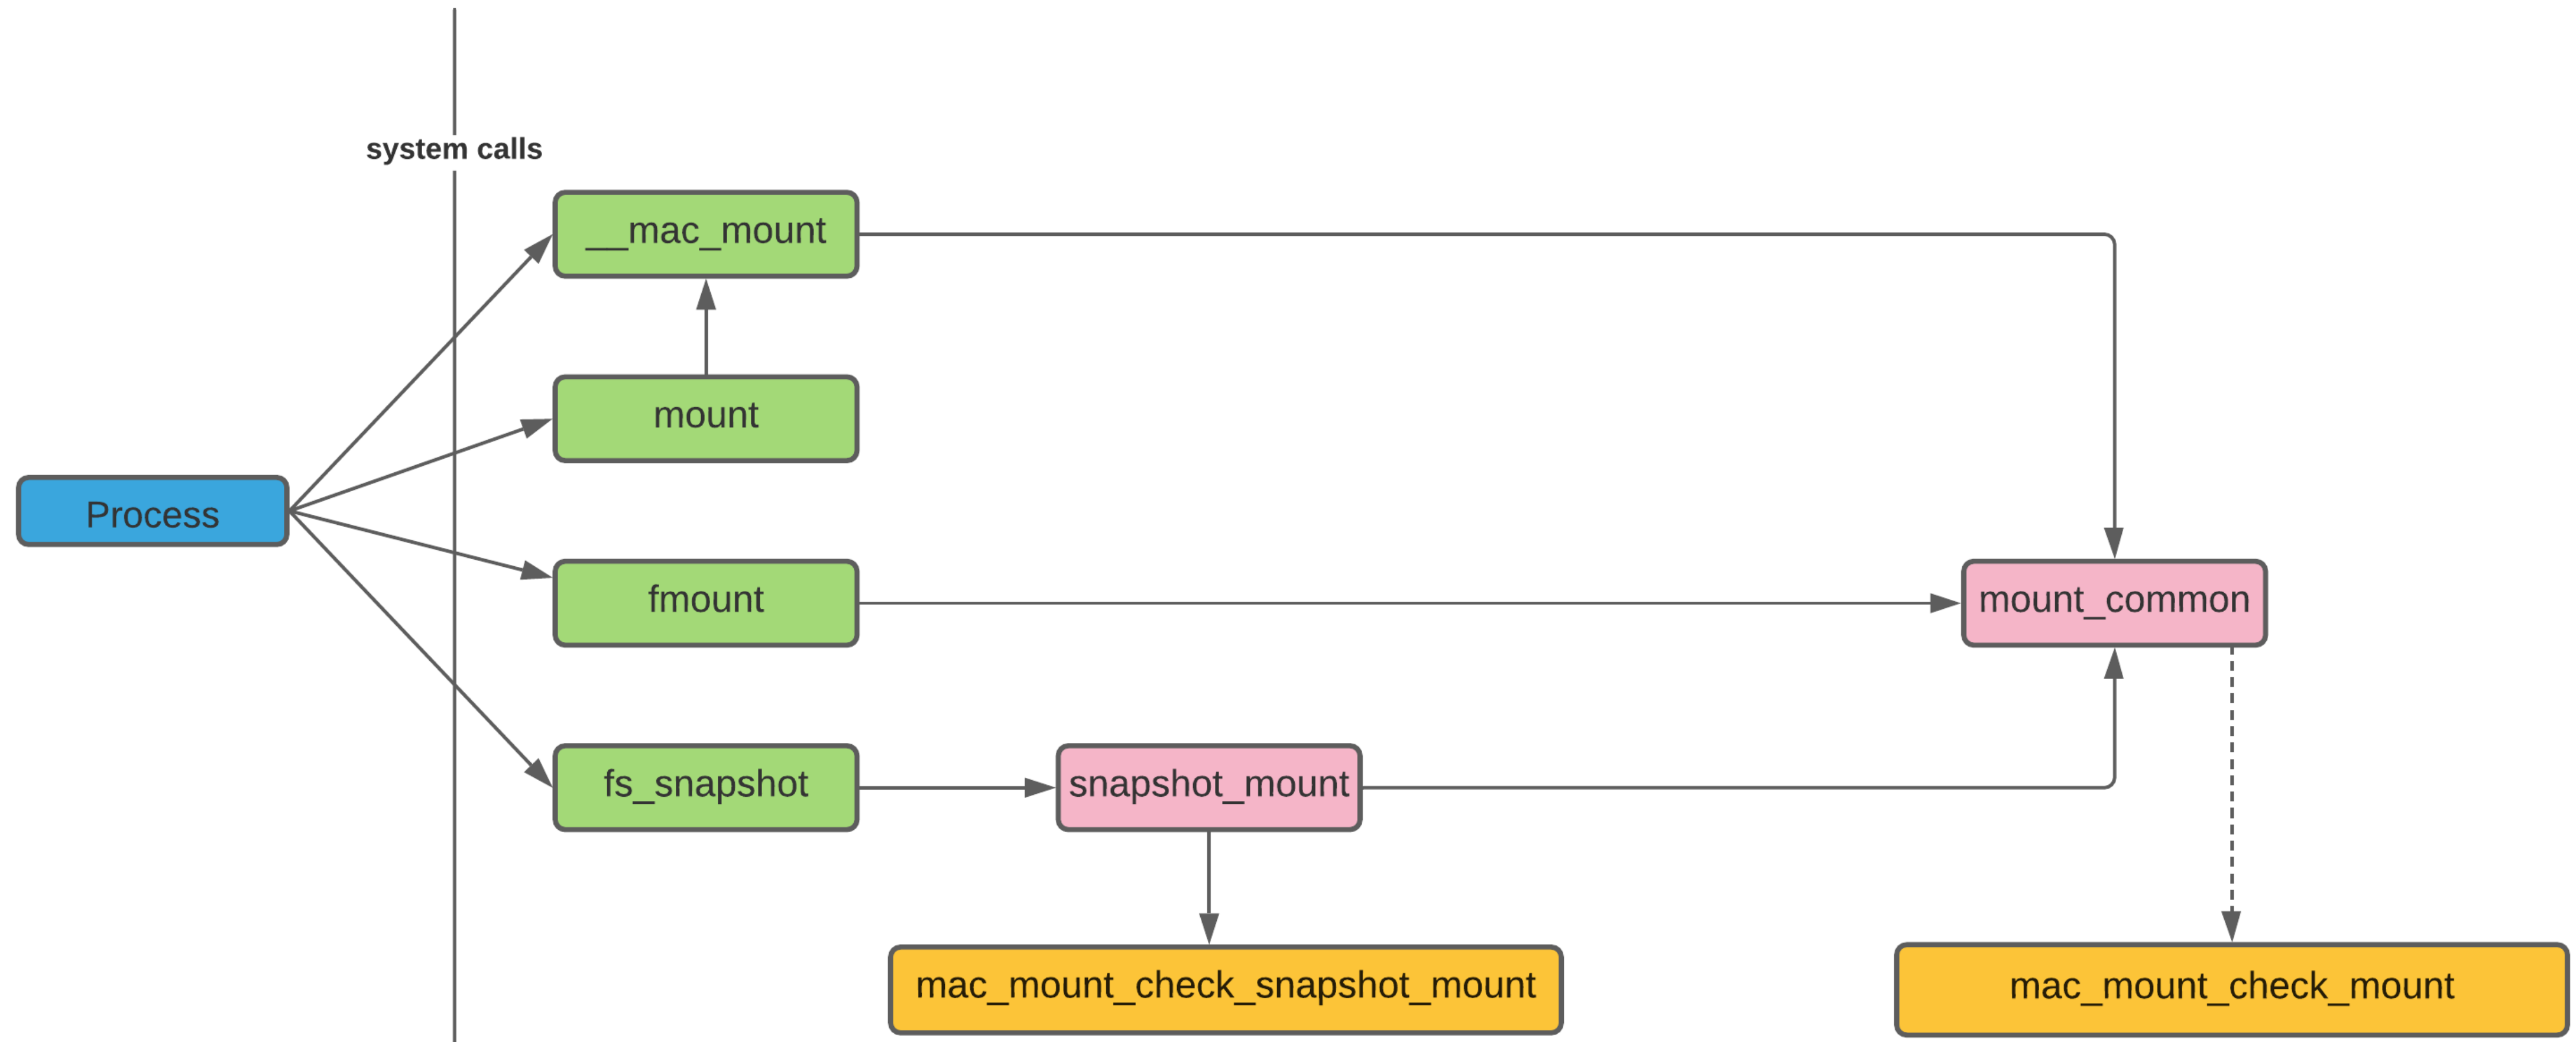 system calls
__mac_mount
mount
Process
fmount
mount_common
fs_snapshot
snapshot_mount
mac_mount_check_snapshot_mount
mac_mount_check_mount